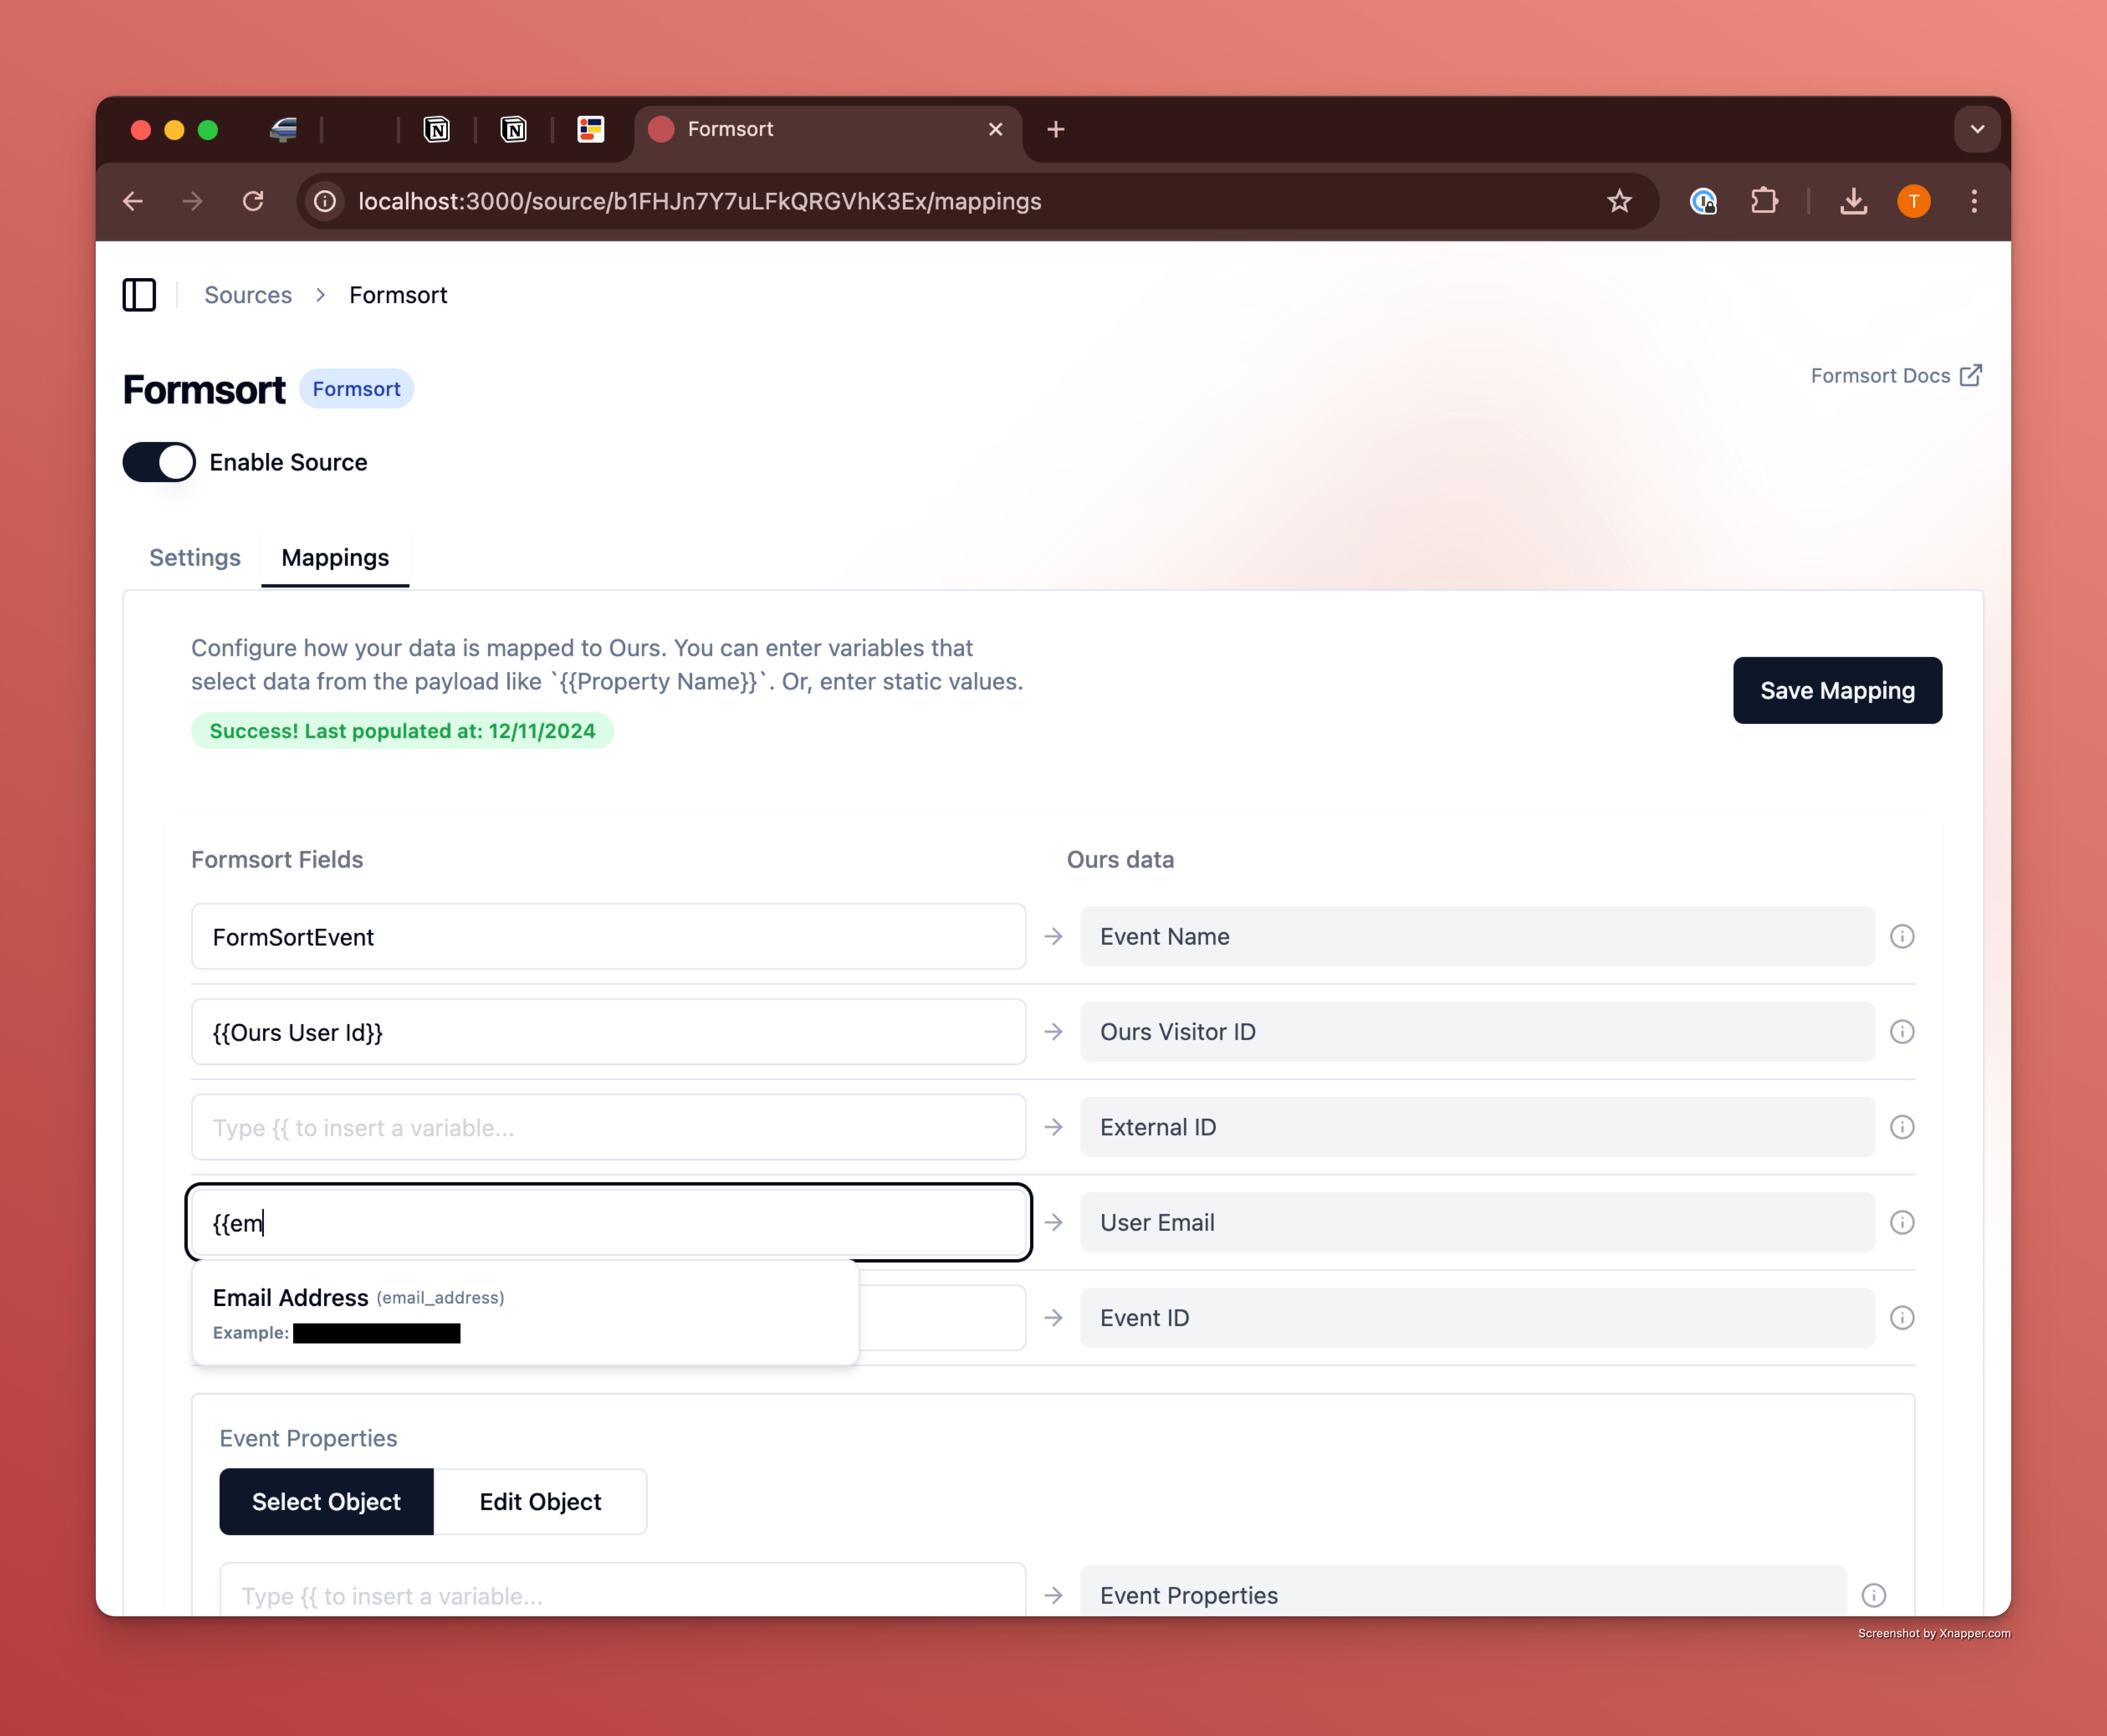 Formsort
localhost:3000/source/b1FHJn7Y7uLFkQRGVhK3Ex/mappings
T
Sources > Formsort
Formsort Formsort
Formsort Docs
Enable Source
Settings Mappings
Configure how your data is mapped to Ours. You can enter variables that
select data from the payload like `{{Property Name}}`. Or, enter static values.
Save Mapping
Success! Last populated at: 12/11/2024
Formsort Fields Ours data
FormSortEvent → Event Name
{{Ours User Id}} → Ours Visitor ID
Type {{ to insert a variable... → External ID
{{em → User Email
Email Address (email_address)
Example:
→ Event ID
Event Properties
Select Object Edit Object
Type {{ to insert a variable... → Event Properties
Screenshot by Xnapper.com